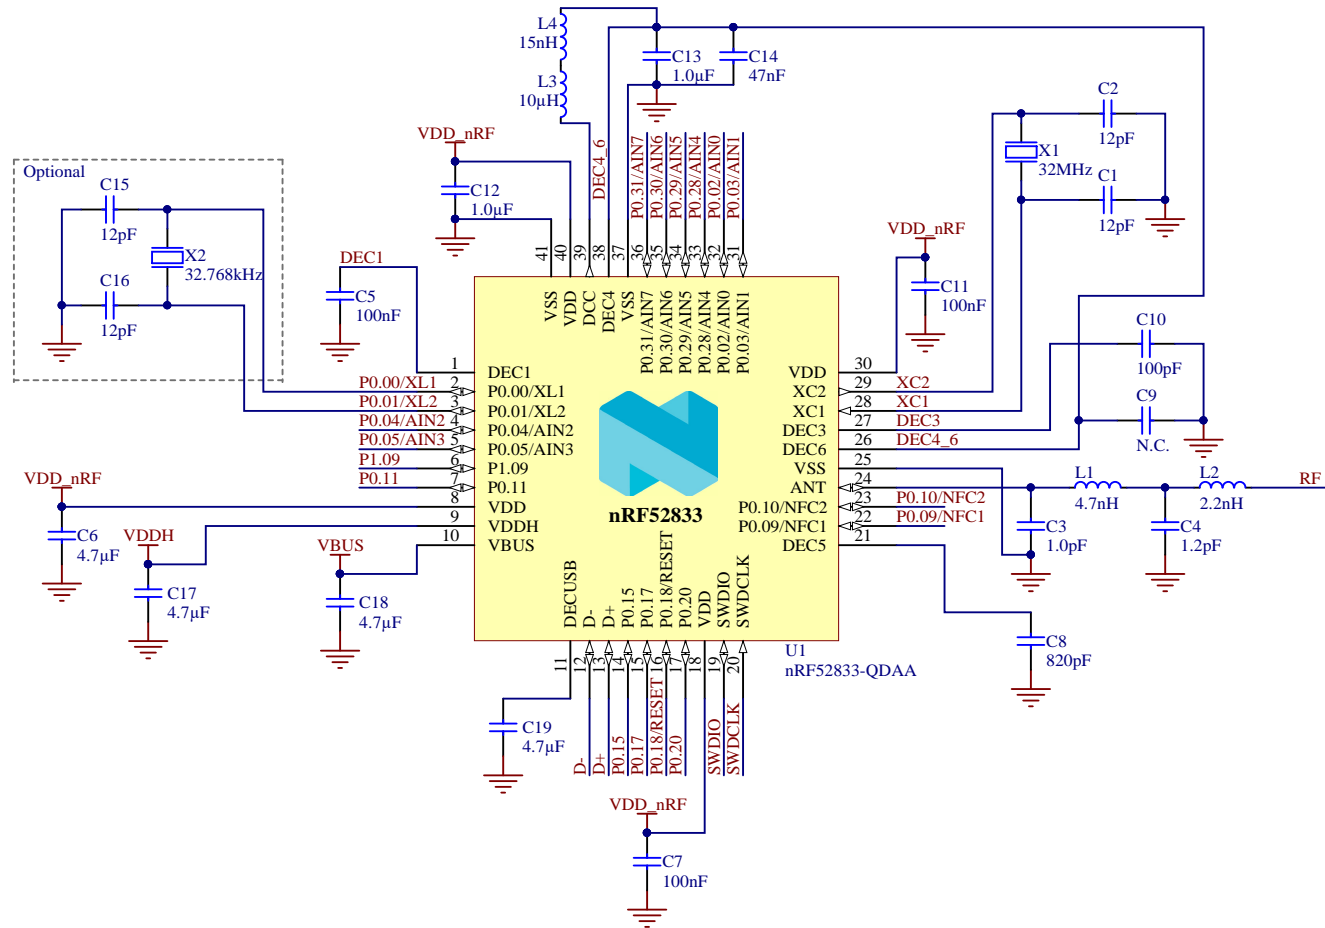 L4
15nH
L3
10µH
C13
1.0µF
C14
47nF
VDD_nRF
C12
1.0µF
DEC4_6
P0.31/AIN7
P0.30/AIN6
P0.29/AIN5
P0.28/AIN4
P0.02/AIN0
P0.03/AIN1
C2
12pF
X1
32MHz
C1
12pF
Optional
C15
12pF
X2
32.768kHz
C16
12pF
DEC1
C5
100nF
VDD_nRF
C11
100nF
C10
100pF
C9
N.C.
41
40
39
38
37
36
35
34
33
32
31
VSS
VDD
DCC
DEC4
VSS
P0.31/AIN7
P0.30/AIN6
P0.29/AIN5
P0.28/AIN4
P0.02/AIN0
P0.03/AIN1
1 DEC1
P0.00/XL1 2 P0.00/XL1
P0.01/XL2 3 P0.01/XL2
P0.04/AIN2 4 P0.04/AIN2
P0.05/AIN3 5 P0.05/AIN3
P1.09 6 P1.09
P0.11 7 P0.11
8 VDD
9 VDDH
10 VBUS
nRF52833
VDD 30
XC2 29 XC2
XC1 28 XC1
DEC3 27 DEC3
DEC6 26 DEC4_6
VSS 25
ANT 24
P0.10/NFC2 23 P0.10/NFC2
P0.09/NFC1 22 P0.09/NFC1
DEC5 21
L1
4.7nH
L2
2.2nH
RF
C3
1.0pF
C4
1.2pF
C8
820pF
VDD_nRF
C6
4.7µF
VDDH
C17
4.7µF
VBUS
C18
4.7µF
DECUSB
D-
D+
P0.15
P0.17
P0.18/RESET
P0.20
VDD
SWDIO
SWDCLK
U1
nRF52833-QDAA
11
12
13
14
15
16
17
18
19
20
C19
4.7µF
D-
D+
P0.15
P0.17
P0.18/RESET
P0.20
SWDIO
SWDCLK
VDD_nRF
C7
100nF